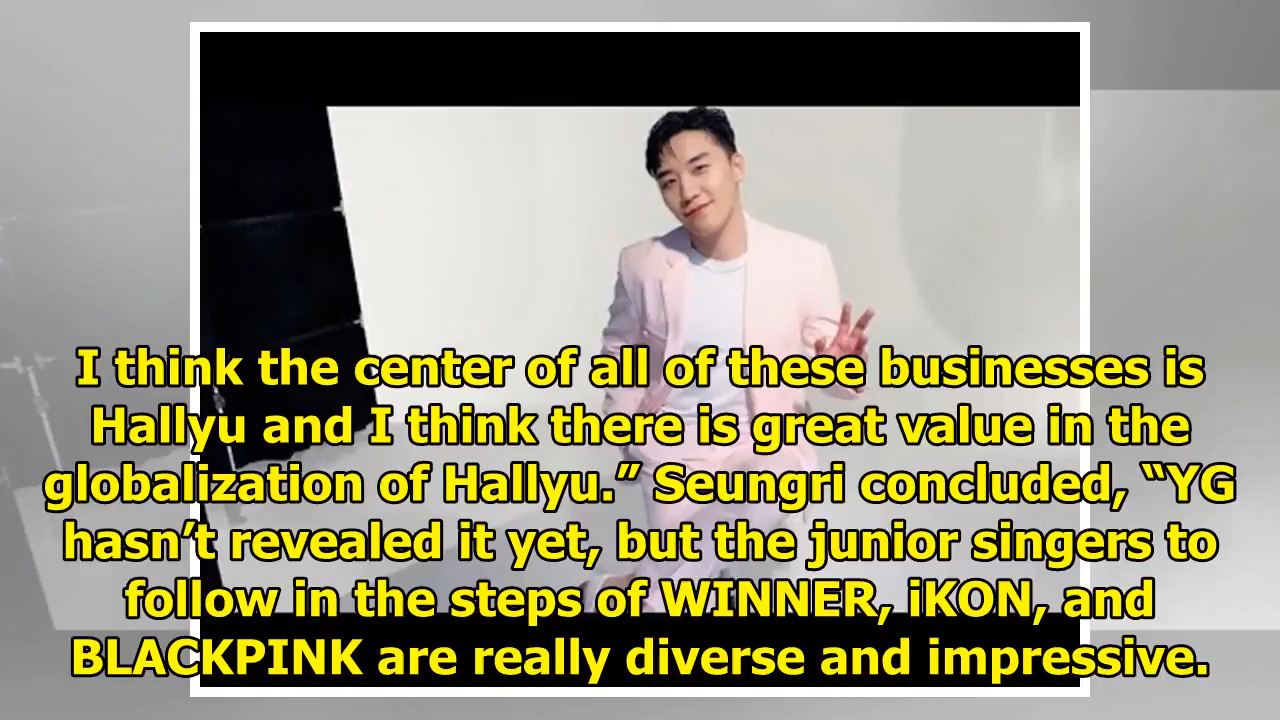 I think the center of all of these businesses is
Hallyu and I think there is great value in the
globalization of Hallyu.” Seungri concluded, “YG
hasn’t revealed it yet, but the junior singers to
follow in the steps of WINNER, iKON, and
BLACKPINK are really diverse and impressive.